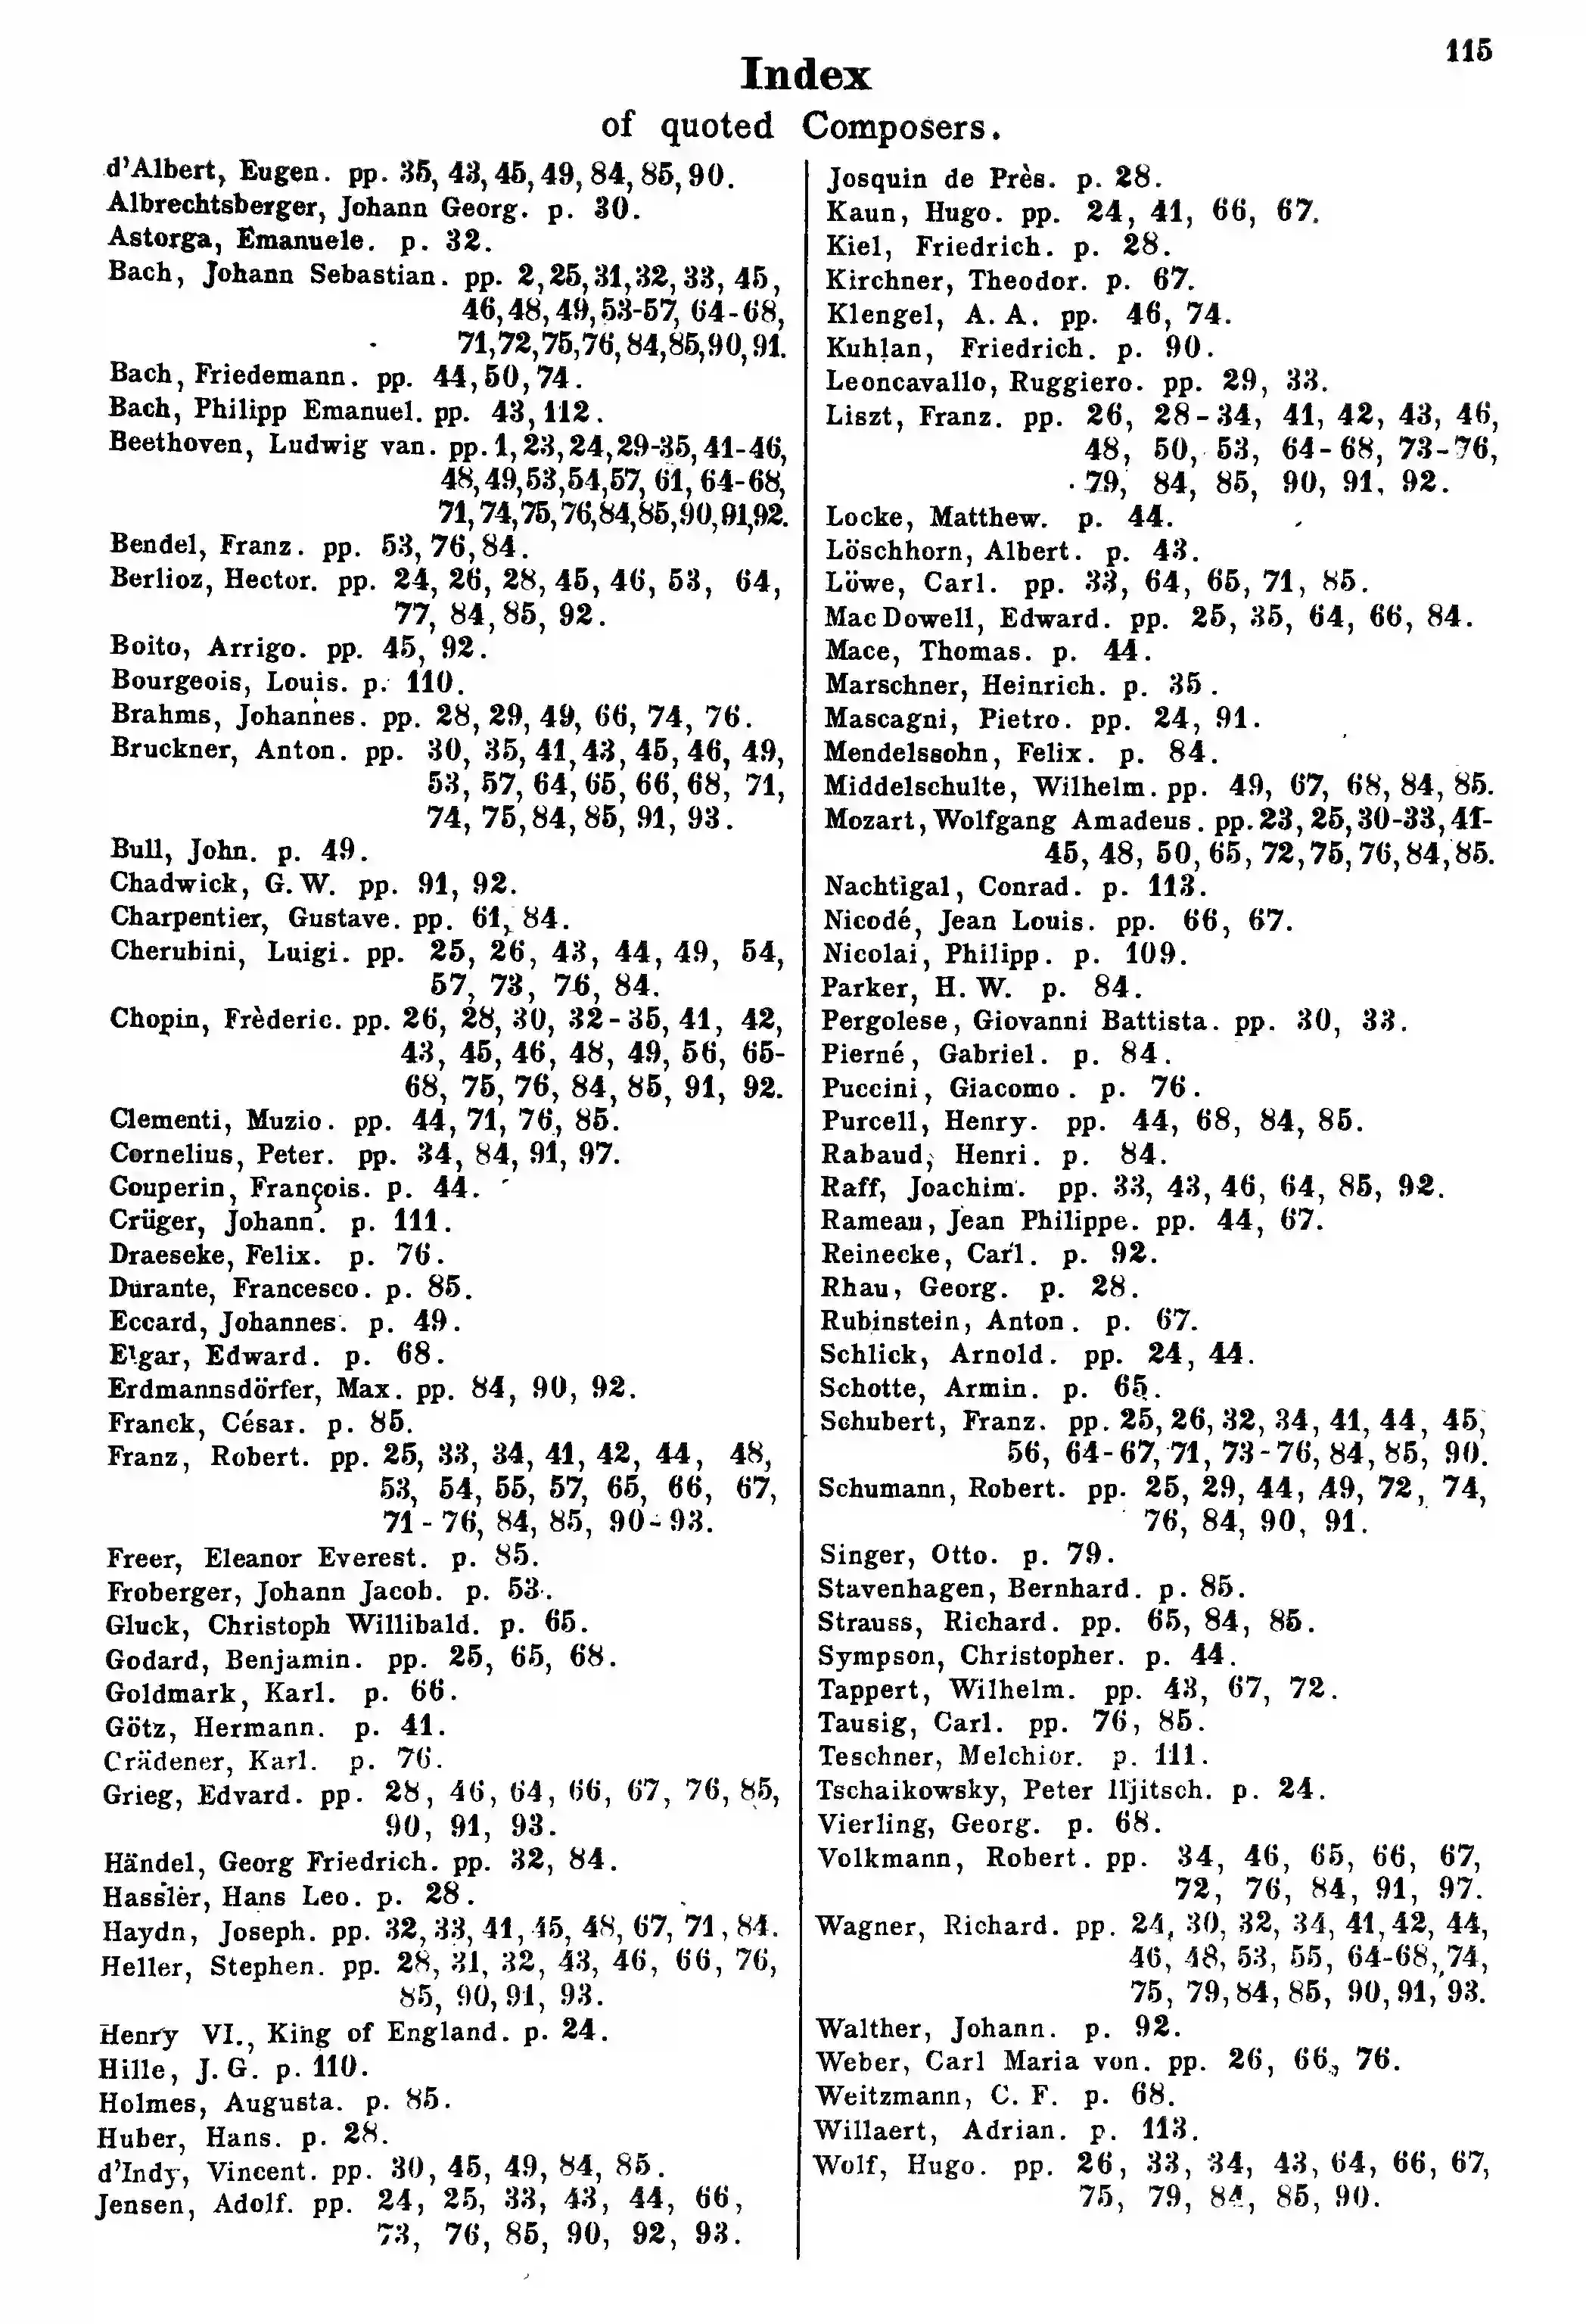 115
Index
of quoted Composers.
d'Albert, Eugen. pp. 35, 43, 45, 49, 84, 85, 90.
Albrechtsberger, Johann Georg. p. 30.
Astorga, Emanuele. p. 32.
Bach, Johann Sebastian. pp. 2, 25, 31, 32, 33, 45,
46, 48, 49, 53-57, 64-68,
71, 72, 75, 76, 84, 85, 90, 91.
Bach, Friedemann. pp. 44, 50, 74.
Bach, Philipp Emanuel. pp. 43, 112.
Beethoven, Ludwig van. pp. 1, 23, 24, 29-35, 41-46,
48, 49, 53, 54, 57, 61, 64-68,
71, 74, 75, 76, 84, 85, 90, 91, 92.
Bendel, Franz. pp. 53, 76, 84.
Berlioz, Hector. pp. 24, 26, 28, 45, 46, 53, 64,
77, 84, 85, 92.
Boito, Arrigo. pp. 45, 92.
Bourgeois, Louis. p. 110.
Brahms, Johannes. pp. 28, 29, 49, 66, 74, 76.
Bruckner, Anton. pp. 30, 35, 41, 43, 45, 46, 49,
53, 57, 64, 65, 66, 68, 71,
74, 75, 84, 85, 91, 93.
Bull, John. p. 49.
Chadwick, G. W. pp. 91, 92.
Charpentier, Gustave. pp. 61, 84.
Cherubini, Luigi. pp. 25, 26, 43, 44, 49, 54,
57, 73, 76, 84.
Chopin, Frèderic. pp. 26, 28, 30, 32-35, 41, 42,
43, 45, 46, 48, 49, 56, 65-
68, 75, 76, 84, 85, 91, 92.
Clementi, Muzio. pp. 44, 71, 76, 85.
Cornelius, Peter. pp. 34, 84, 91, 97.
Couperin, François. p. 44.
Crüger, Johann. p. 111.
Draeseke, Felix. p. 76.
Durante, Francesco. p. 85.
Eccard, Johannes. p. 49.
Elgar, Edward. p. 68.
Erdmannsdörfer, Max. pp. 84, 90, 92.
Franck, César. p. 85.
Franz, Robert. pp. 25, 33, 34, 41, 42, 44, 48,
53, 54, 55, 57, 65, 66, 67,
71-76, 84, 85, 90-93.
Freer, Eleanor Everest. p. 85.
Froberger, Johann Jacob. p. 53.
Gluck, Christoph Willibald. p. 65.
Godard, Benjamin. pp. 25, 65, 68.
Goldmark, Karl. p. 66.
Götz, Hermann. p. 41.
Crädener, Karl. p. 76.
Grieg, Edvard. pp. 28, 46, 64, 66, 67, 76, 85,
90, 91, 93.
Händel, Georg Friedrich. pp. 32, 84.
Hassler, Hans Leo. p. 28.
Haydn, Joseph. pp. 32, 33, 41, 45, 48, 67, 71, 84.
Heller, Stephen. pp. 28, 31, 32, 43, 46, 66, 76,
85, 90, 91, 93.
Henry VI., King of England. p. 24.
Hille, J. G. p. 110.
Holmes, Augusta. p. 85.
Huber, Hans. p. 28.
d'Indy, Vincent. pp. 30, 45, 49, 84, 85.
Jensen, Adolf. pp. 24, 25, 33, 43, 44, 66,
73, 76, 85, 90, 92, 93.
Josquin de Près. p. 28.
Kaun, Hugo. pp. 24, 41, 66, 67.
Kiel, Friedrich. p. 28.
Kirchner, Theodor. p. 67.
Klengel, A. A. pp. 46, 74.
Kuhlan, Friedrich. p. 90.
Leoncavallo, Ruggiero. pp. 29, 33.
Liszt, Franz. pp. 26, 28-34, 41, 42, 43, 46,
48, 50, 53, 64-68, 73-76,
79, 84, 85, 90, 91, 92.
Locke, Matthew. p. 44.
Löschhorn, Albert. p. 43.
Löwe, Carl. pp. 33, 64, 65, 71, 85.
MacDowell, Edward. pp. 25, 35, 64, 66, 84.
Mace, Thomas. p. 44.
Marschner, Heinrich. p. 35.
Mascagni, Pietro. pp. 24, 91.
Mendelssohn, Felix. p. 84.
Middelschulte, Wilhelm. pp. 49, 67, 68, 84, 85.
Mozart, Wolfgang Amadeus. pp. 23, 25, 30-33, 41-
45, 48, 50, 65, 72, 75, 76, 84, 85.
Nachtigal, Conrad. p. 113.
Nicodé, Jean Louis. pp. 66, 67.
Nicolai, Philipp. p. 109.
Parker, H. W. p. 84.
Pergolese, Giovanni Battista. pp. 30, 33.
Pierné, Gabriel. p. 84.
Puccini, Giacomo. p. 76.
Purcell, Henry. pp. 44, 68, 84, 85.
Rabaud, Henri. p. 84.
Raff, Joachim. pp. 33, 43, 46, 64, 85, 92.
Rameau, Jean Philippe. pp. 44, 67.
Reinecke, Carl. p. 92.
Rhau, Georg. p. 28.
Rubinstein, Anton. p. 67.
Schlick, Arnold. pp. 24, 44.
Schotte, Armin. p. 65.
Schubert, Franz. pp. 25, 26, 32, 34, 41, 44, 45,
56, 64-67, 71, 73-76, 84, 85, 90.
Schumann, Robert. pp. 25, 29, 44, 49, 72, 74,
76, 84, 90, 91.
Singer, Otto. p. 79.
Stavenhagen, Bernhard. p. 85.
Strauss, Richard. pp. 65, 84, 85.
Sympson, Christopher. p. 44.
Tappert, Wilhelm. pp. 43, 67, 72.
Tausig, Carl. pp. 76, 85.
Teschner, Melchior. p. 111.
Tschaikowsky, Peter Iljitsch. p. 24.
Vierling, Georg. p. 68.
Volkmann, Robert. pp. 34, 46, 65, 66, 67,
72, 76, 84, 91, 97.
Wagner, Richard. pp. 24, 30, 32, 34, 41, 42, 44,
46, 48, 53, 55, 64-68, 74,
75, 79, 84, 85, 90, 91, 93.
Walther, Johann. p. 92.
Weber, Carl Maria von. pp. 26, 66, 76.
Weitzmann, C. F. p. 68.
Willaert, Adrian. p. 113.
Wolf, Hugo. pp. 26, 33, 34, 43, 64, 66, 67,
75, 79, 84, 85, 90.